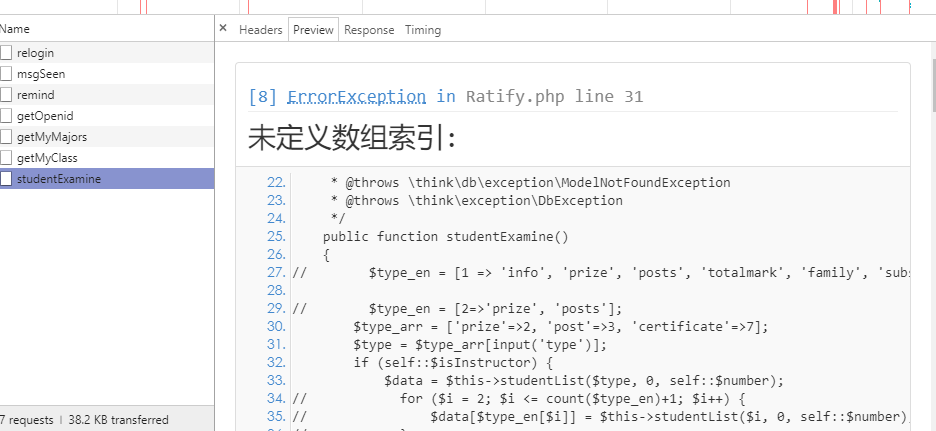 Name
× Headers Preview Response Timing
relogin
msgSeen
remind
getOpenid
getMyMajors
getMyClass
studentExamine
7 requests | 38.2 KB transferred
[8] ErrorException in Ratify.php line 31
未定义数组索引:
22. * @throws \think\db\exception\ModelNotFoundException
23. * @throws \think\exception\DbException
24. */
25. public function studentExamine()
26. {
27. // $type_en = [1 => 'info', 'prize', 'posts', 'totalmark', 'family', 'subs
28.
29. // $type_en = [2=>'prize', 'posts'];
30. $type_arr = ['prize'=>2, 'post'=>3, 'certificate'=>7];
31. $type = $type_arr[input('type')];
32. if (self::$isInstructor) {
33. $data = $this->studentList($type, 0, self::$number);
34. // for ($i = 2; $i <= count($type_en)+1; $i++) {
35. // $data[$type_en[$i]] = $this->studentList($i, 0, self::$number)